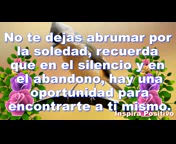 No te dejas abrumar por
la soledad, recuerda
que en el silencio y en
el abandono, hay una
oportunidad para
encontrarte a ti mismo.
Inspira Positivo